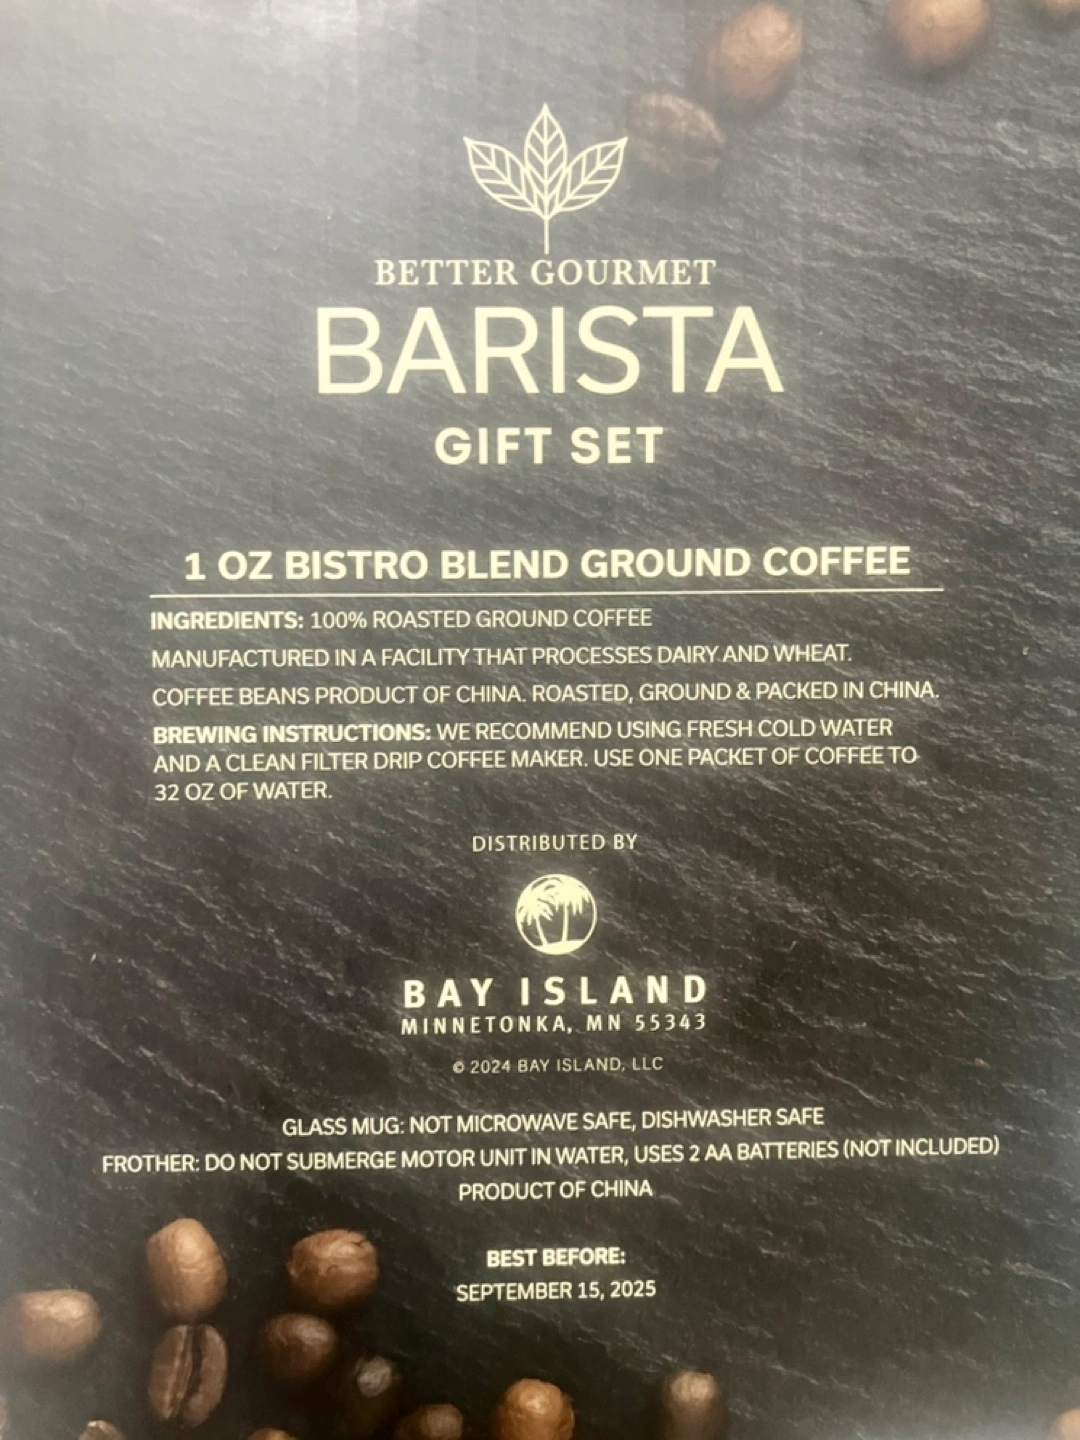 BETTER GOURMET
BARISTA
GIFT SET
1 OZ BISTRO BLEND GROUND COFFEE
INGREDIENTS: 100% ROASTED GROUND COFFEE
MANUFACTURED IN A FACILITY THAT PROCESSES DAIRY AND WHEAT.
COFFEE BEANS PRODUCT OF CHINA. ROASTED, GROUND & PACKED IN CHINA.
BREWING INSTRUCTIONS: WE RECOMMEND USING FRESH COLD WATER
AND A CLEAN FILTER DRIP COFFEE MAKER. USE ONE PACKET OF COFFEE TO
32 OZ OF WATER.
DISTRIBUTED BY
BAY ISLAND
MINNETONKA, MN 55343
© 2024 BAY ISLAND, LLC
GLASS MUG: NOT MICROWAVE SAFE, DISHWASHER SAFE
FROTHER: DO NOT SUBMERGE MOTOR UNIT IN WATER, USES 2 AA BATTERIES (NOT INCLUDED)
PRODUCT OF CHINA
BEST BEFORE:
SEPTEMBER 15, 2025